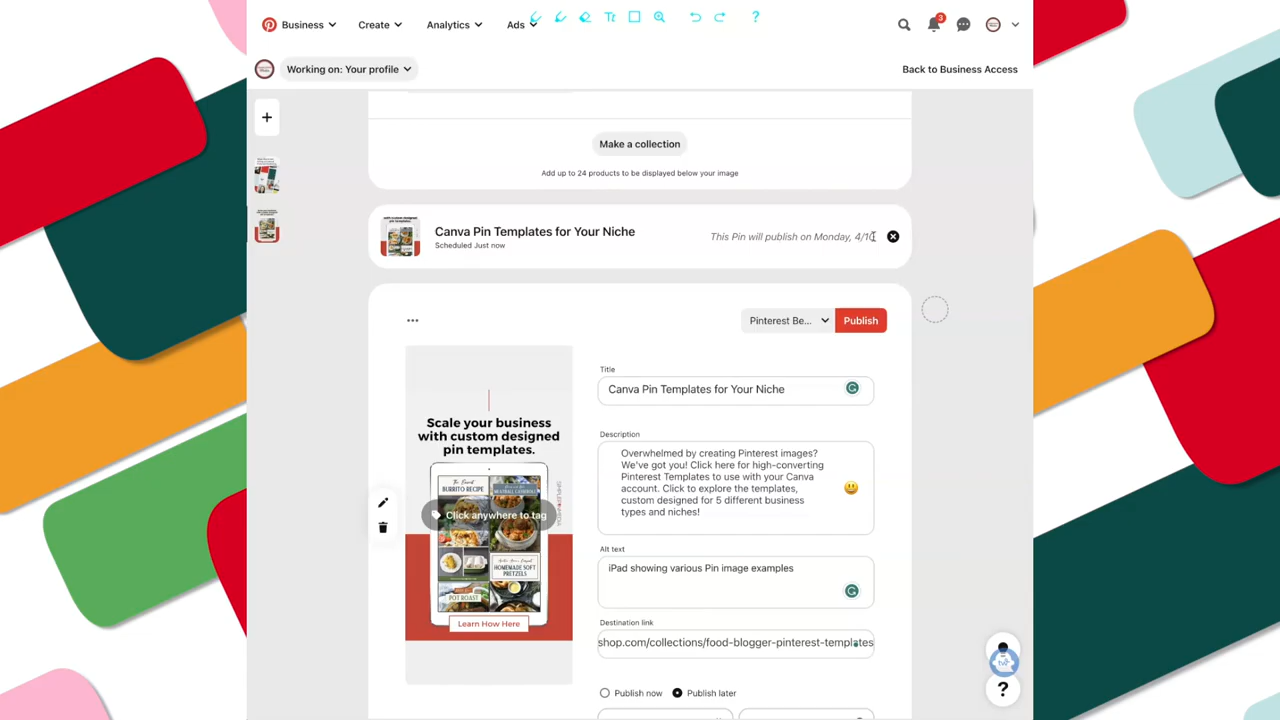 Business
Create
Analytics
Ads
Tt
?
3
Working on: Your profile
Back to Business Access
+
Make a collection
Add up to 24 products to be displayed below your image
Canva Pin Templates for Your Niche
Scheduled Just now
This Pin will publish on Monday, 4/10
Pinterest Be...
Publish
Scale your business
with custom designed
pin templates.
BURRITO RECIPE
HOMEMADE SOFT
PRETZELS
POT ROAST
Click anywhere to tag
Learn How Here
Title
Canva Pin Templates for Your Niche
Description
Overwhelmed by creating Pinterest images?
We've got you! Click here for high-converting
Pinterest Templates to use with your Canva
account. Click to explore the templates,
custom designed for 5 different business
types and niches!
Alt text
iPad showing various Pin image examples
Destination link
shop.com/collections/food-blogger-pinterest-templates
Publish now
Publish later
?